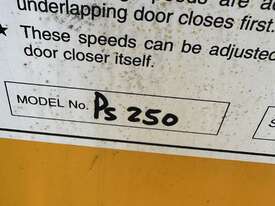 underlapping door closes first.
★ These speeds can be adjusted
door closer itself.
MODEL No. Ps 250
S